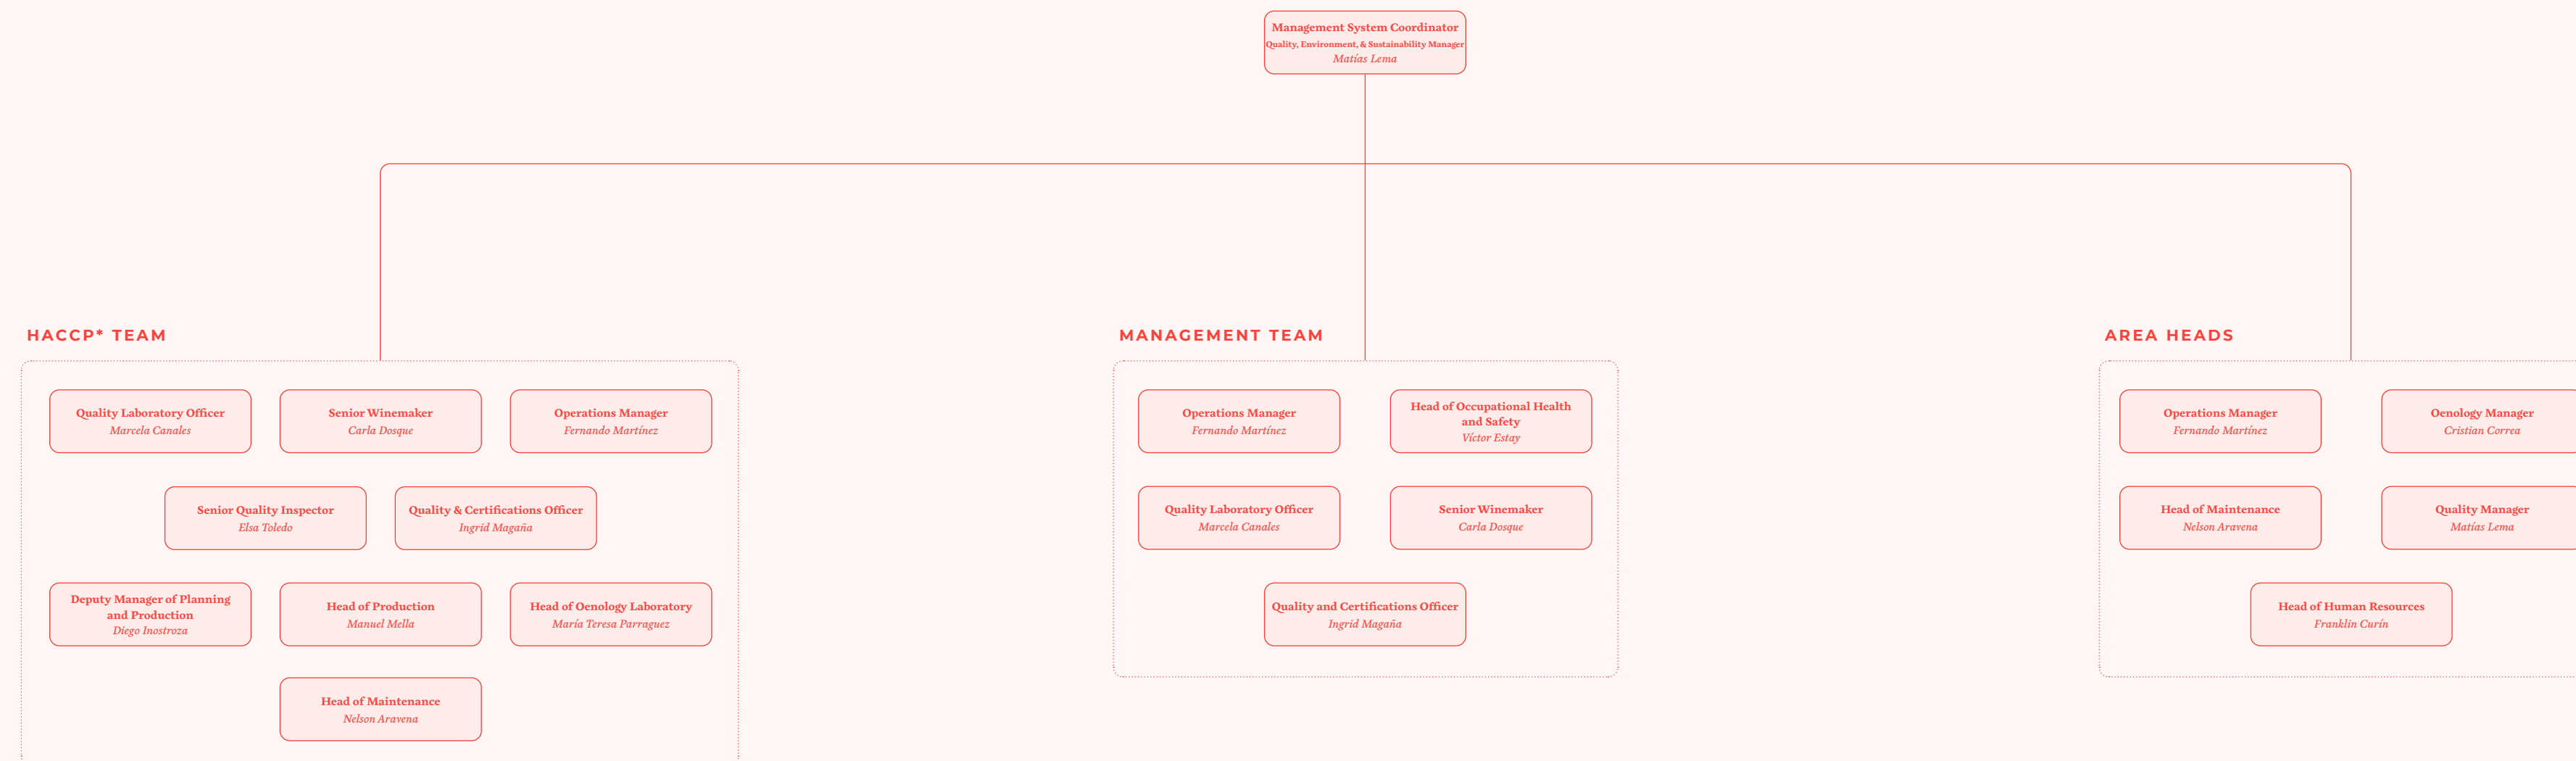 Management System Coordinator
Quality, Environment, & Sustainability Manager
Matías Lema
HACCP* TEAM
Quality Laboratory Officer
Marcela Canales
Senior Winemaker
Carla Dosque
Operations Manager
Fernando Martínez
Senior Quality Inspector
Elsa Toledo
Quality & Certifications Officer
Ingrid Magaña
Deputy Manager of Planning
and Production
Diego Inostroza
Head of Production
Manuel Mella
Head of Oenology Laboratory
María Teresa Parraguez
Head of Maintenance
Nelson Aravena
MANAGEMENT TEAM
Operations Manager
Fernando Martínez
Head of Occupational Health
and Safety
Víctor Estay
Quality Laboratory Officer
Marcela Canales
Senior Winemaker
Carla Dosque
Quality and Certifications Officer
Ingrid Magaña
AREA HEADS
Operations Manager
Fernando Martínez
Oenology Manager
Cristian Correa
Head of Maintenance
Nelson Aravena
Quality Manager
Matías Lema
Head of Human Resources
Franklin Curín